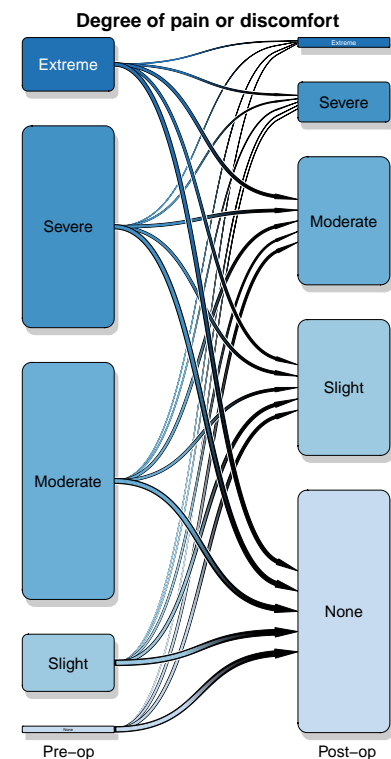 Degree of pain or discomfort
Extreme
Severe
Moderate
Slight
None
Extreme
Severe
Moderate
Slight
None
Pre−op
Post−op